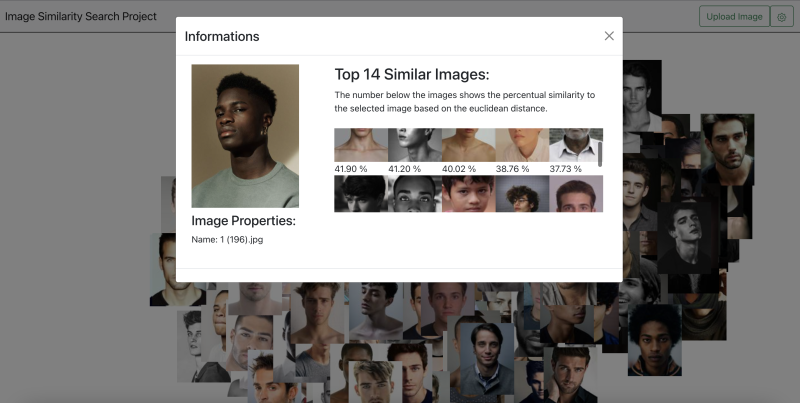 Image Similarity Search Project
Upload Image
Informations
Top 14 Similar Images:
The number below the images shows the percentual similarity to
the selected image based on the euclidean distance.
41.90 % 41.20 % 40.02 % 38.76 % 37.73 %
Image Properties:
Name: 1 (196).jpg